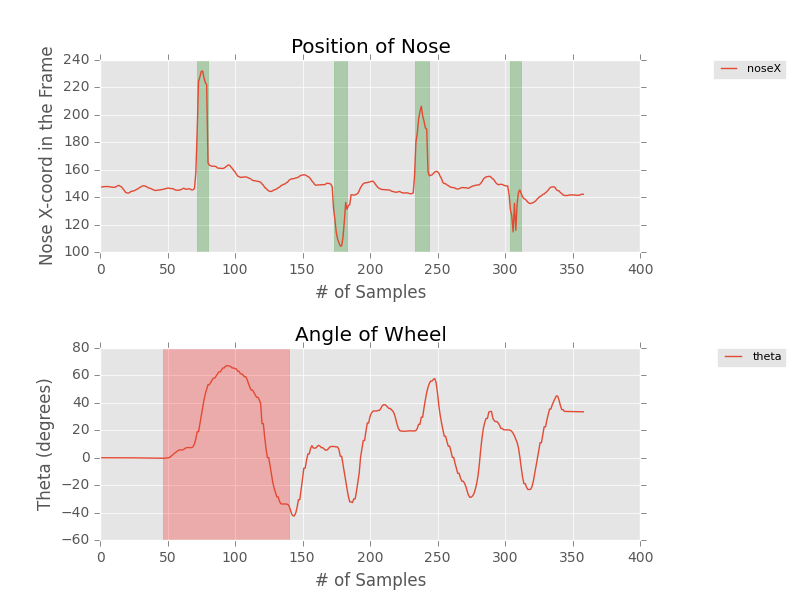 Position of Nose
240
220
200
180
160
140
120
100
Nose X-coord in the Frame
0 50 100 150 200 250 300 350 400
# of Samples
noseX
Angle of Wheel
80
60
40
20
0
−20
−40
−60
Theta (degrees)
0 50 100 150 200 250 300 350 400
# of Samples
theta